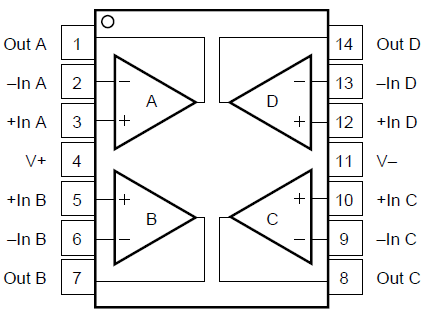 Out A 1 14 Out D
–In A 2 – – 13 –In D
A D
+In A 3 + + 12 +In D
V+ 4 11 V–
+In B 5 + + 10 +In C
B C
–In B 6 – – 9 –In C
Out B 7 8 Out C